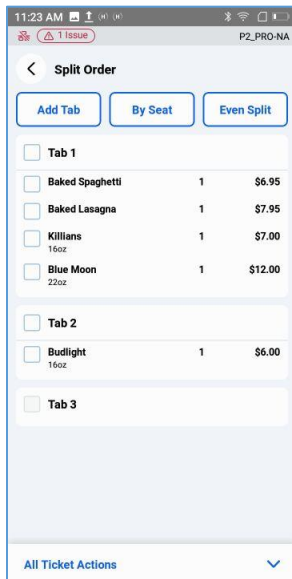 11:23 AM
1 Issue
P2_PRO-NA
Split Order
Add Tab By Seat Even Split
Tab 1
Baked Spaghetti 1 $6.95
Baked Lasagna 1 $7.95
Killians 1 $7.00
16oz
Blue Moon 1 $12.00
22oz
Tab 2
Budlight 1 $6.00
16oz
Tab 3
All Ticket Actions